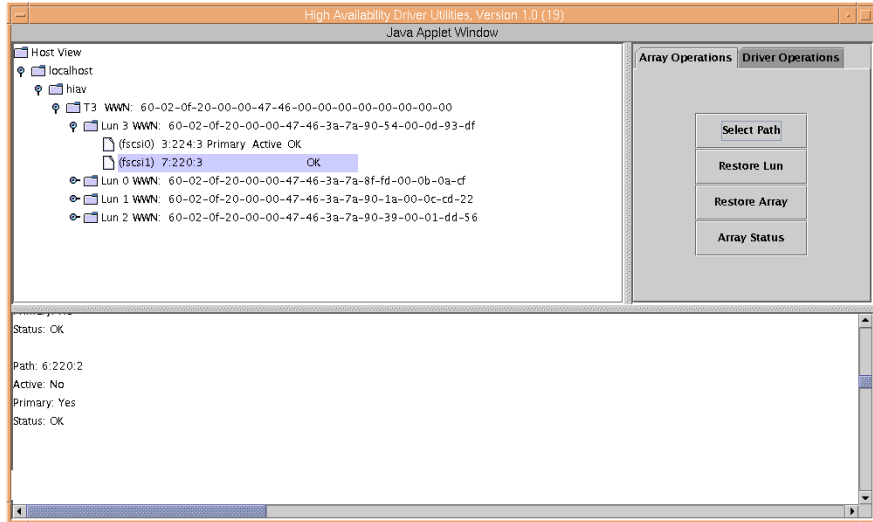 High Availability Driver Utilities, Version 1.0 (19)
Java Applet Window
Host View
localhost
hiav
T3 WWN: 60-02-0f-20-00-00-47-46-00-00-00-00-00-00-00-00
Lun 3 WWN: 60-02-0f-20-00-00-47-46-3a-7a-90-54-00-0d-93-df
(fscsi0) 3:224:3 Primary Active OK
(fscsi1) 7:220:3 OK
Lun 0 WWN: 60-02-0f-20-00-00-47-46-3a-7a-8f-fd-00-0b-0a-cf
Lun 1 WWN: 60-02-0f-20-00-00-47-46-3a-7a-90-1a-00-0c-cd-22
Lun 2 WWN: 60-02-0f-20-00-00-47-46-3a-7a-90-39-00-01-dd-56
Array Operations Driver Operations
Select Path
Restore Lun
Restore Array
Array Status
Status: OK
Path: 6:220:2
Active: No
Primary: Yes
Status: OK